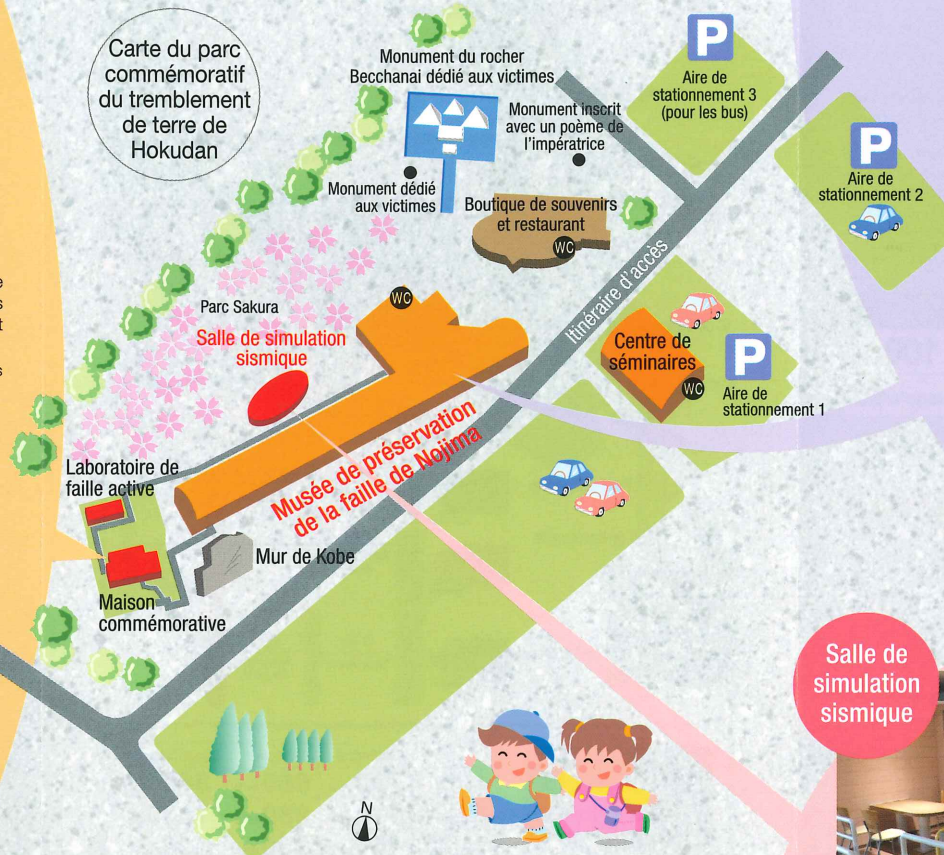 Carte du parc
commémoratif
du tremblement
de terre de
Hokudan
Monument du rocher
Becchanai dédié aux victimes
Monument inscrit
avec un poème de
l'impératrice
Monument dédié
aux victimes
Boutique de souvenirs
et restaurant
WC
P
Aire de
stationnement 3
(pour les bus)
P
Aire de
stationnement 2
Itinéraire d'accès
Parc Sakura
WC
Salle de simulation
sismique
Centre de
séminaires
WC
P
Aire de
stationnement 1
Musée de préservation
de la faille de Nojima
Laboratoire de
faille active
Mur de Kobe
Maison
commémorative
Salle de
simulation
sismique
N